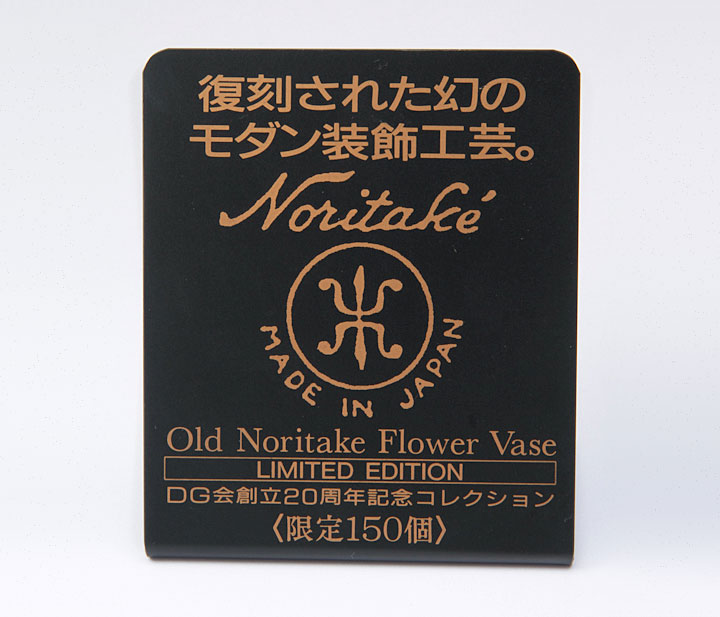 復刻された幻の
モダン装飾工芸。
Noritaké
MADE IN JAPAN
Old Noritake Flower Vase
LIMITED EDITION
DG会創立20周年記念コレクション
〈限定150個〉